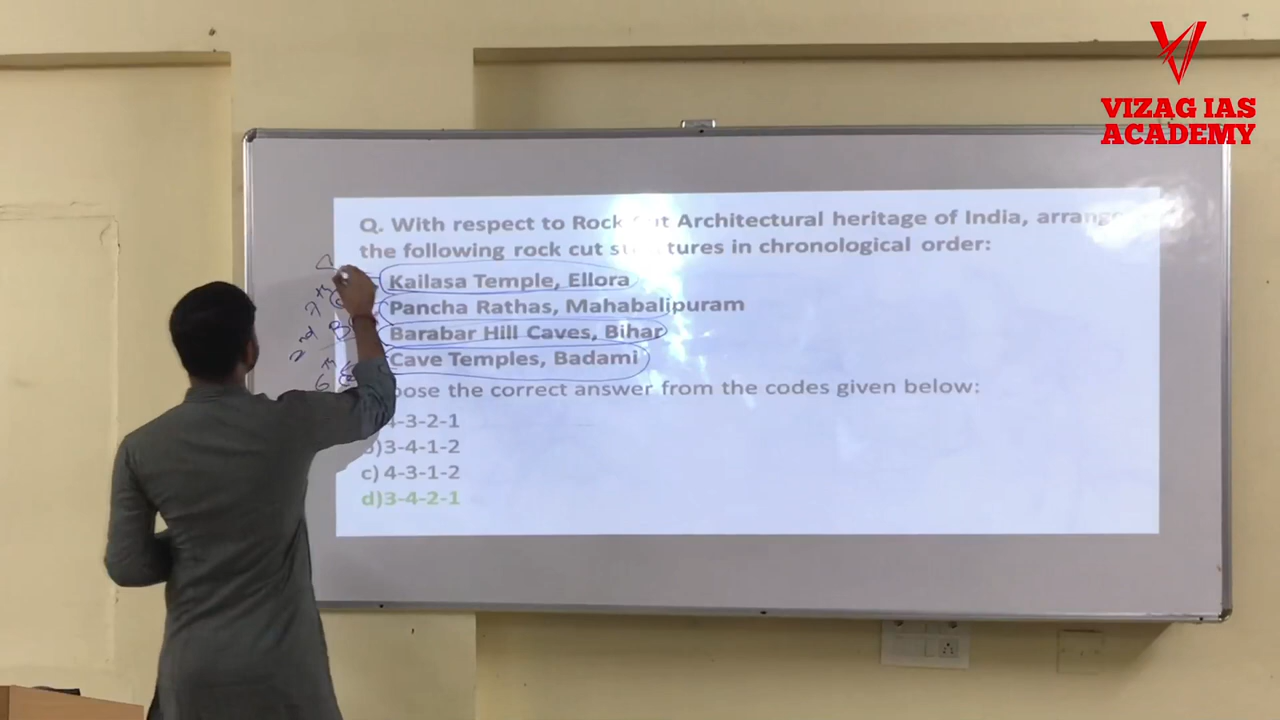 VIZAG IAS
ACADEMY
Q. With respect to Rock Cut Architectural heritage of India, arrange
the following rock cut structures in chronological order:
Kailasa Temple, Ellora
7th Pancha Rathas, Mahabalipuram
2nd B Barabar Hill Caves, Bihar
6th Cave Temples, Badami
the correct answer from the codes given below:
4-3-2-1
b)3-4-1-2
c) 4-3-1-2
d)3-4-2-1